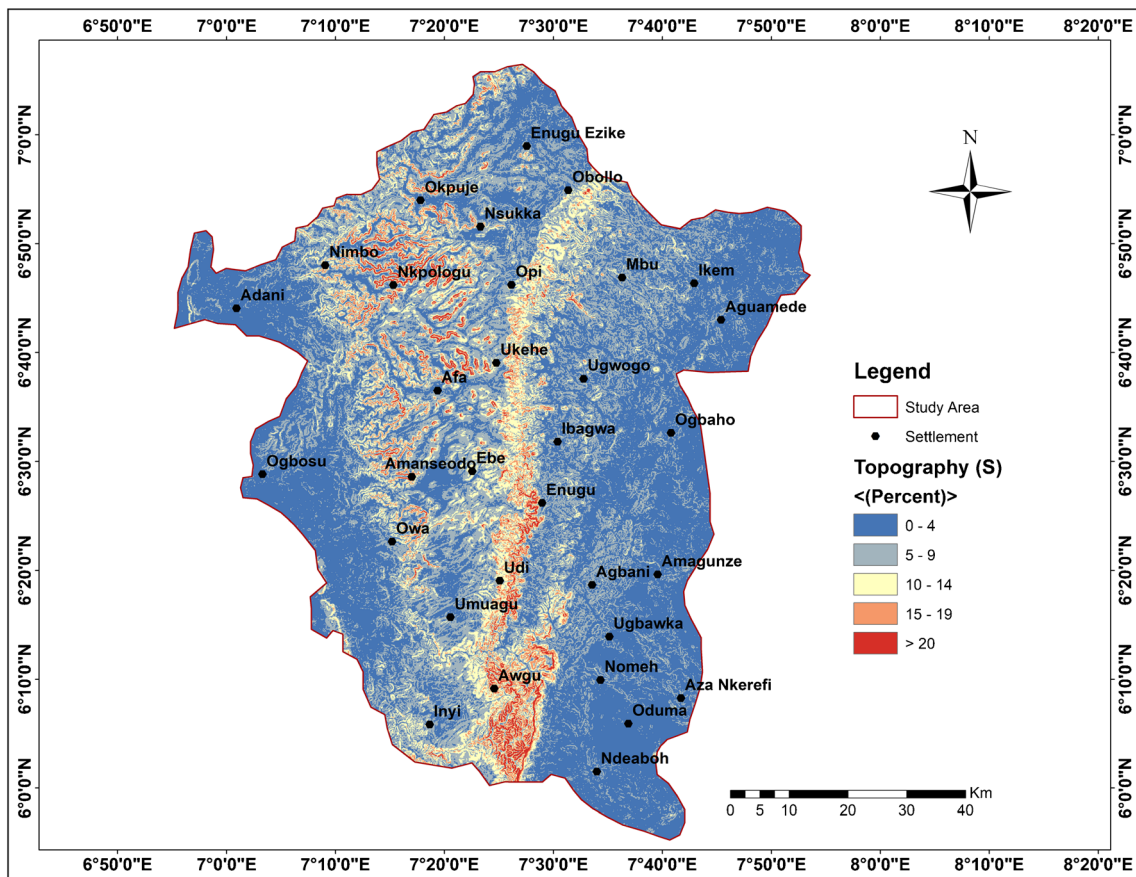 6°50'0"E 7°0'0"E 7°10'0"E 7°20'0"E 7°30'0"E 7°40'0"E 7°50'0"E 8°0'0"E 8°10'0"E 8°20'0"E
7°0'0"N
6°50'0"N
6°40'0"N
6°30'0"N
6°20'0"N
6°10'0"N
6°0'0"N
Enugu Ezike
Obollo
Okpuje
Nsukka
Nimbo
Nkpologu
Opi
Mbu
Ikem
Adani
Aguamede
Ukehe
Ugwogo
Afa
Ogbaho
Ibagwa
Ogbosu
Amanseodo
Ebe
Enugu
Owa
Udi
Agbani
Amagunze
Umuagu
Ugbawka
Awgu
Nomeh
Aza Nkerefi
Inyi
Oduma
Ndeaboh
N
Legend
Study Area
Settlement
Topography (S)
<(Percent)>
0 - 4
5 - 9
10 - 14
15 - 19
> 20
Km
0 5 10 20 30 40
7°0'0"N
6°50'0"N
6°40'0"N
6°30'0"N
6°20'0"N
6°10'0"N
6°0'0"N
6°50'0"E 7°0'0"E 7°10'0"E 7°20'0"E 7°30'0"E 7°40'0"E 7°50'0"E 8°0'0"E 8°10'0"E 8°20'0"E